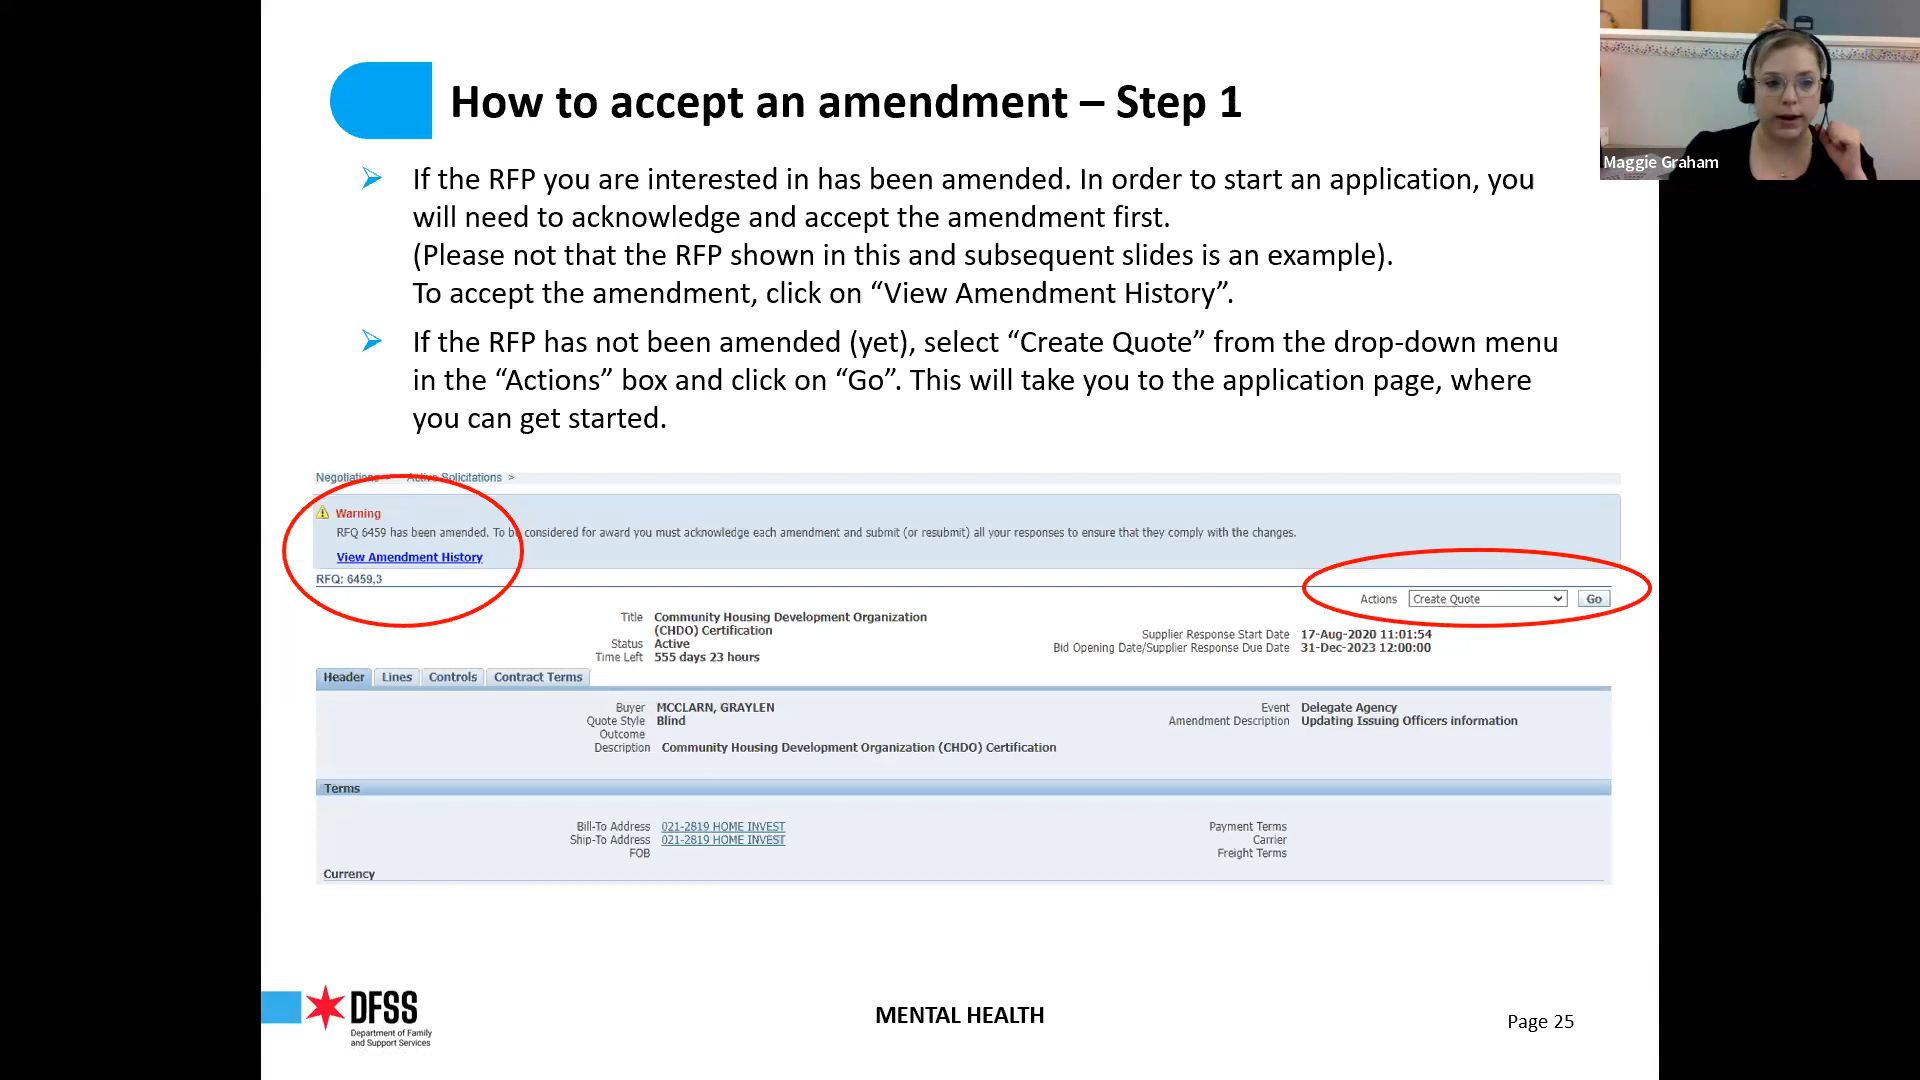 How to accept an amendment – Step 1
If the RFP you are interested in has been amended. In order to start an application, you
will need to acknowledge and accept the amendment first.
(Please not that the RFP shown in this and subsequent slides is an example).
To accept the amendment, click on “View Amendment History”.
If the RFP has not been amended (yet), select “Create Quote” from the drop-down menu
in the “Actions” box and click on “Go”. This will take you to the application page, where
you can get started.
Maggie Graham
Negotiations > Active Solicitations >
Warning
RFQ 6459 has been amended. To be considered for award you must acknowledge each amendment and submit (or resubmit) all your responses to ensure that they comply with the changes.
View Amendment History
RFQ: 6459,3
Actions Create Quote Go
Title Community Housing Development Organization
(CHDO) Certification
Status Active
Time Left 555 days 23 hours
Supplier Response Start Date 17-Aug-2020 11:01:54
Bid Opening Date/Supplier Response Due Date 31-Dec-2023 12:00:00
Header Lines Controls Contract Terms
Buyer MCCLARN, GRAYLEN
Quote Style Blind
Outcome
Description Community Housing Development Organization (CHDO) Certification
Event Delegate Agency
Amendment Description Updating Issuing Officers information
Terms
Bill-To Address 021-2819 HOME INVEST
Ship-To Address 021-2819 HOME INVEST
FOB
Payment Terms
Carrier
Freight Terms
Currency
DFSS
Department of Family
and Support Services
MENTAL HEALTH
Page 25